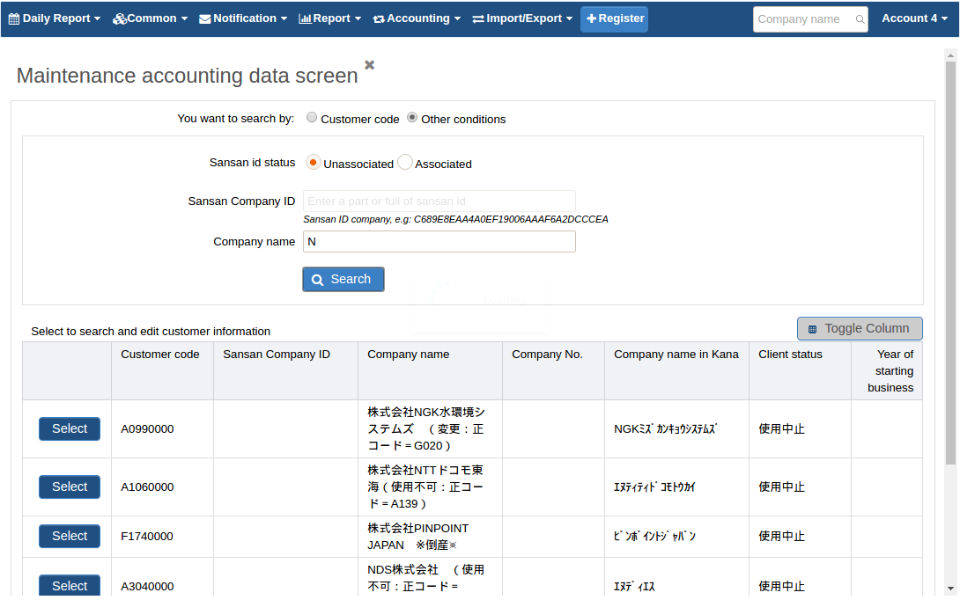 Daily Report Common Notification Report Accounting Import/Export Register Company name Account 4
Maintenance accounting data screen
You want to search by: Customer code Other conditions
Sansan id status Unassociated Associated
Sansan Company ID Enter a part or full of sansan id
Sansan ID company, e.g: C689E8EAA4A0EF19006AAAF6A2DCCCEA
Company name N
Search
Select to search and edit customer information
Toggle Column
Customer code Sansan Company ID Company name Company No. Company name in Kana Client status Year of
starting
business
株式会社NGK水環境シ
Select A0990000 ステムズ （変更：正 NGKﾐｽﾞｶﾝｷｮｳｼｽﾃﾑｽﾞ 使用中止
コード＝G020）
株式会社NTTドコモ東
Select A1060000 海（使用不可：正コー ｴﾇﾃｨﾃｨﾄﾞｺﾓﾄｳｶｲ 使用中止
ド＝A139）
株式会社PINPOINT
Select F1740000 JAPAN ※倒産※ ﾋﾟﾝﾎﾟｲﾝﾄｼﾞｬﾊﾟﾝ 使用中止
NDS株式会社 （使用
Select A3040000 不可：正コード＝ ｴﾇﾃﾞｨｴｽ 使用中止